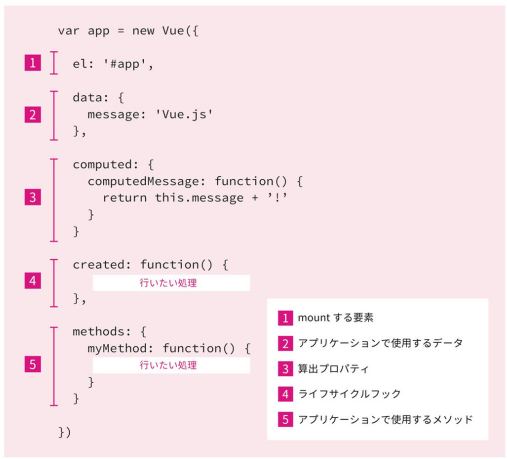 var app = new Vue({
1 el: '#app',
data: {
2 message: 'Vue.js'
},
computed: {
computedMessage: function() {
3 return this.message + ’!’
}
}
created: function() {
4 行いたい処理
},
methods: {
myMethod: function() {
5 行いたい処理
}
}
})
1 mount する要素
2 アプリケーションで使用するデータ
3 算出プロパティ
4 ライフサイクルフック
5 アプリケーションで使用するメソッド